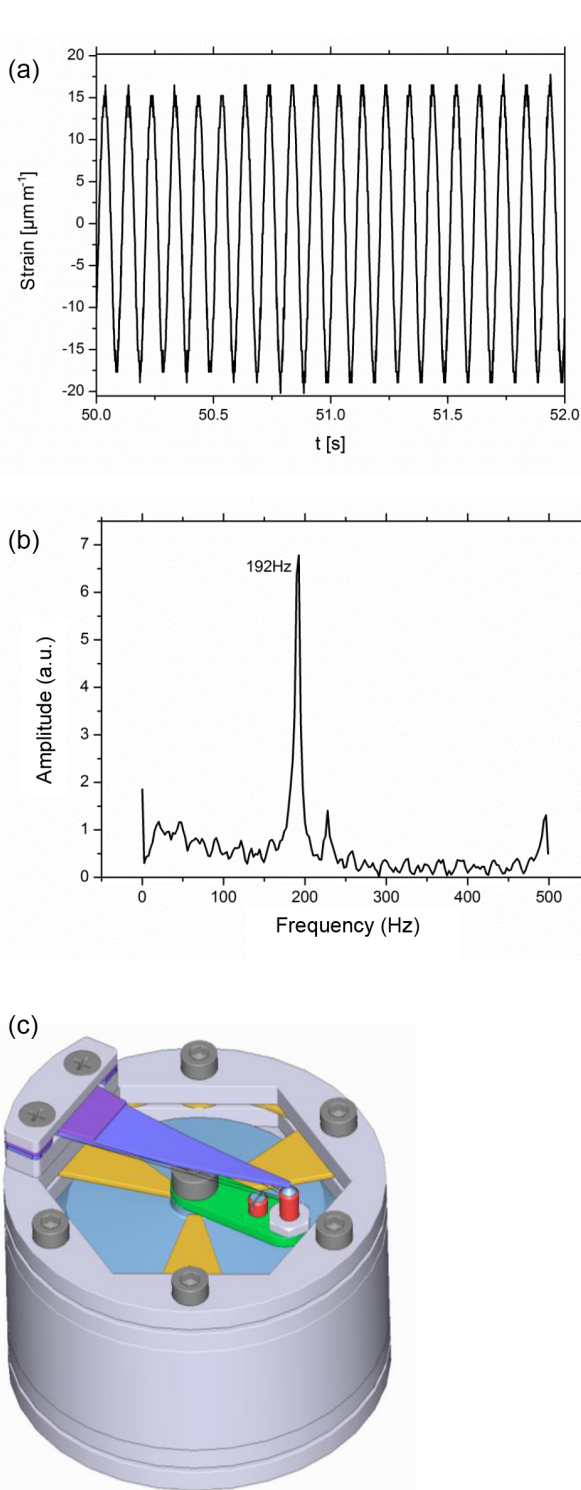 (a)
20
15
10
5
0
-5
-10
-15
-20
Strain [µm m⁻¹]
50.0 50.5 51.0 51.5 52.0
t [s]
(b)
7
6
5
4
3
2
1
0
192Hz
Amplitude (a.u.)
0 100 200 300 400 500
Frequency (Hz)
(c)